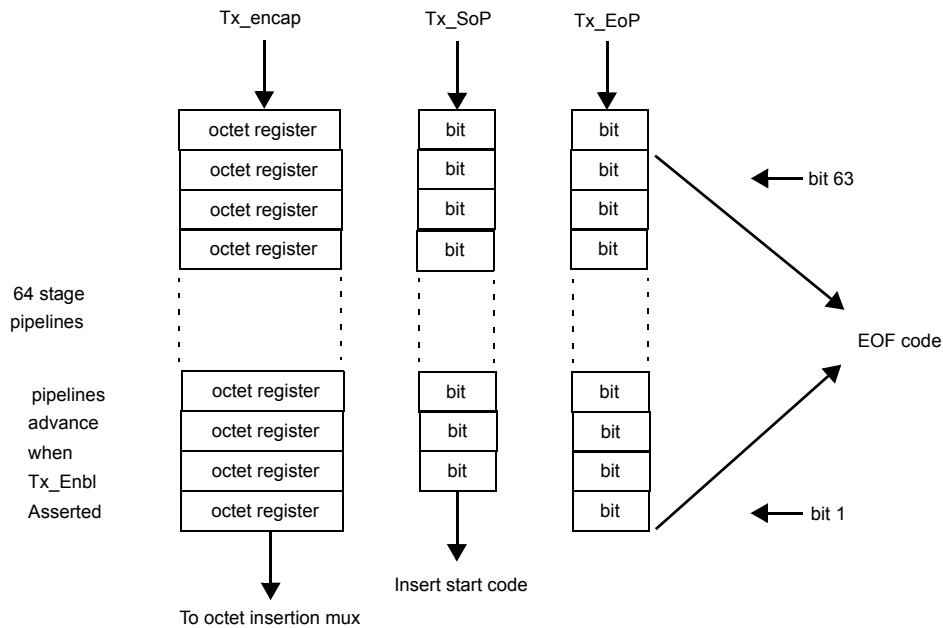 Tx_encap Tx_SoP Tx_EoP
octet register bit bit
octet register bit bit bit 63
octet register bit bit
octet register bit bit
64 stage
pipelines
EOF code
pipelines octet register bit bit
advance octet register bit bit
when octet register bit bit
Tx_Enbl
Asserted octet register bit bit 1
Insert start code
To octet insertion mux